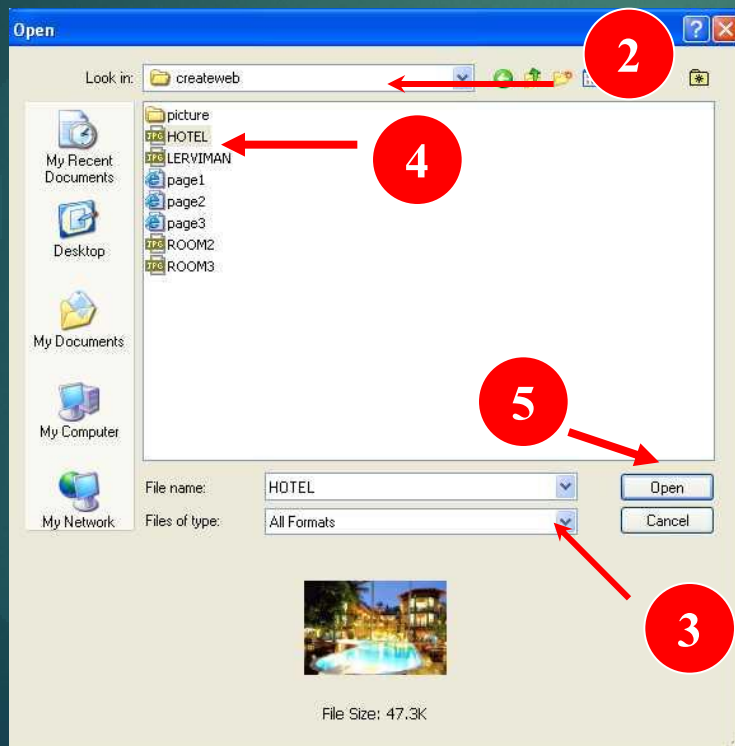 Open
?
2
Look in: createweb
picture
HOTEL
LERVIMAN
page1
page2
page3
ROOM2
ROOM3
My Recent
Documents
Desktop
My Documents
My Computer
My Network
4
5
File name: HOTEL Open
Files of type: All Formats Cancel
3
File Size: 47.3K